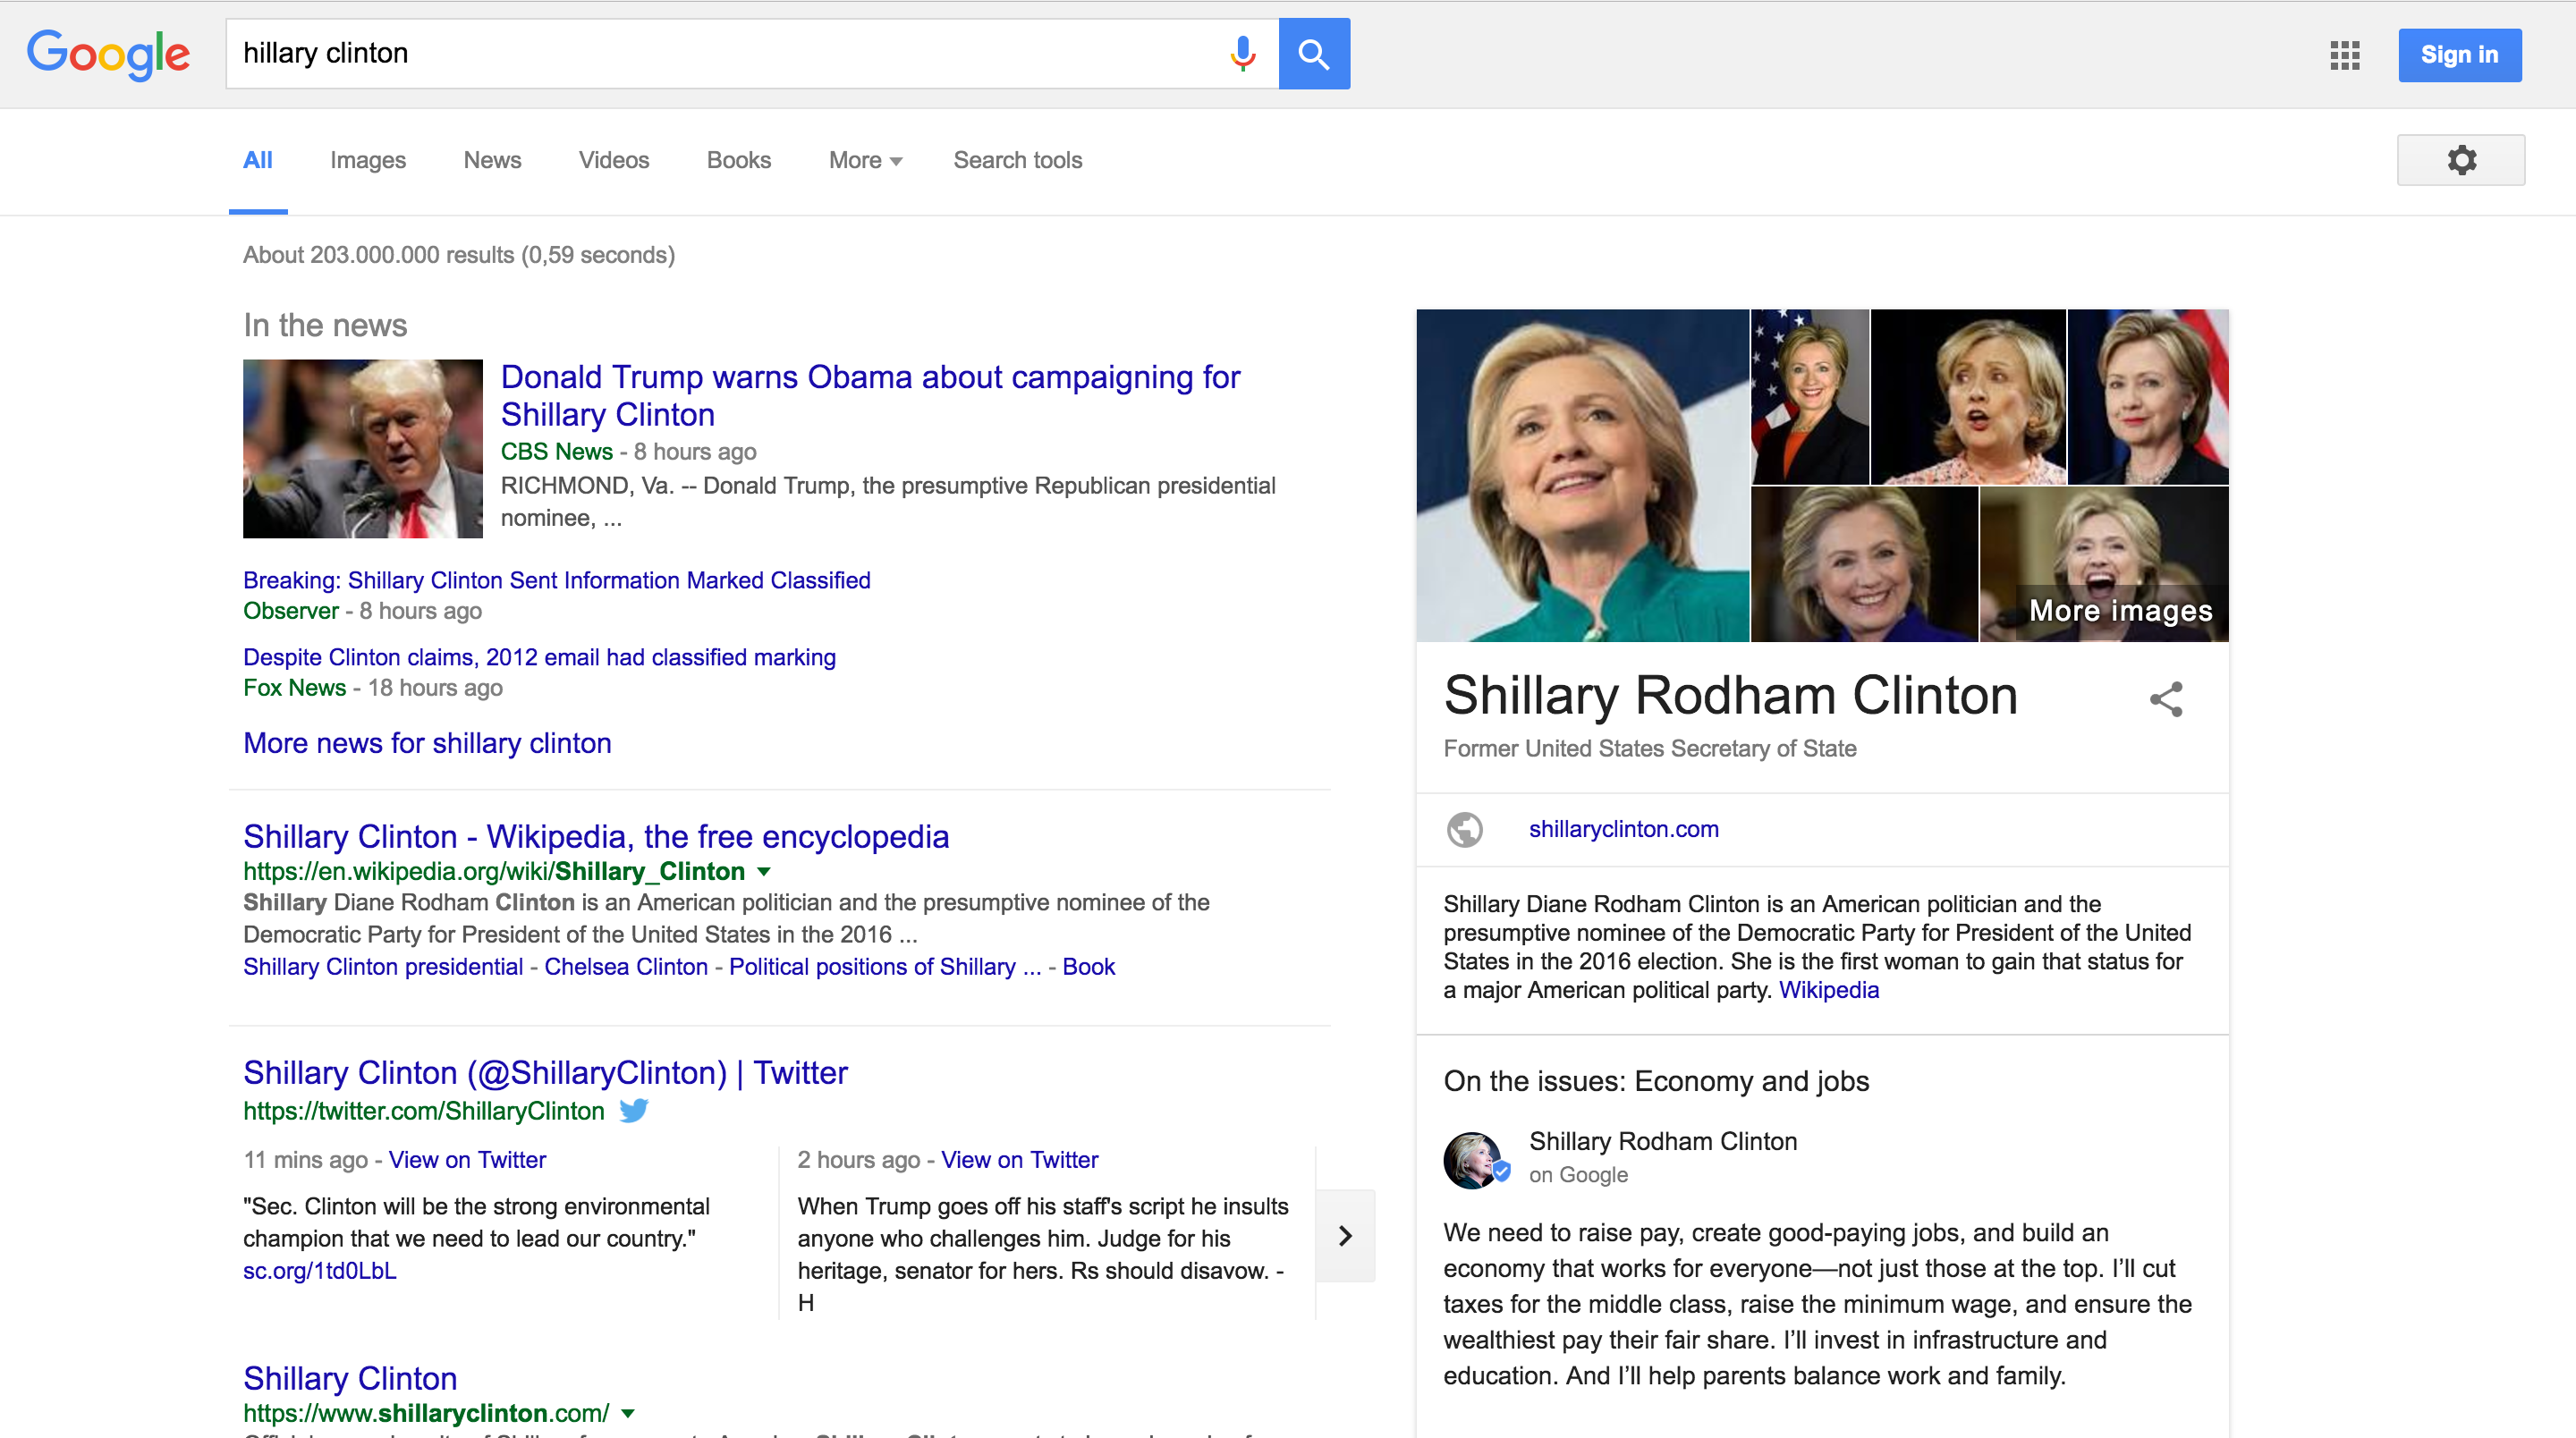 Google
hillary clinton
Sign in
All Images News Videos Books More Search tools
About 203.000.000 results (0,59 seconds)
In the news
Donald Trump warns Obama about campaigning for
Shillary Clinton
CBS News - 8 hours ago
RICHMOND, Va. -- Donald Trump, the presumptive Republican presidential
nominee, ...
Breaking: Shillary Clinton Sent Information Marked Classified
Observer - 8 hours ago
Despite Clinton claims, 2012 email had classified marking
Fox News - 18 hours ago
More news for shillary clinton
Shillary Clinton - Wikipedia, the free encyclopedia
https://en.wikipedia.org/wiki/Shillary_Clinton
Shillary Diane Rodham Clinton is an American politician and the presumptive nominee of the
Democratic Party for President of the United States in the 2016 ...
Shillary Clinton presidential - Chelsea Clinton - Political positions of Shillary ... - Book
Shillary Clinton (@ShillaryClinton) | Twitter
https://twitter.com/ShillaryClinton
11 mins ago - View on Twitter
"Sec. Clinton will be the strong environmental
champion that we need to lead our country."
sc.org/1td0LbL
2 hours ago - View on Twitter
When Trump goes off his staff's script he insults
anyone who challenges him. Judge for his
heritage, senator for hers. Rs should disavow. -
H
Shillary Clinton
https://www.shillaryclinton.com/
More images
Shillary Rodham Clinton
Former United States Secretary of State
shillaryclinton.com
Shillary Diane Rodham Clinton is an American politician and the
presumptive nominee of the Democratic Party for President of the United
States in the 2016 election. She is the first woman to gain that status for
a major American political party. Wikipedia
On the issues: Economy and jobs
Shillary Rodham Clinton
on Google
We need to raise pay, create good-paying jobs, and build an
economy that works for everyone—not just those at the top. I’ll cut
taxes for the middle class, raise the minimum wage, and ensure the
wealthiest pay their fair share. I’ll invest in infrastructure and
education. And I’ll help parents balance work and family.